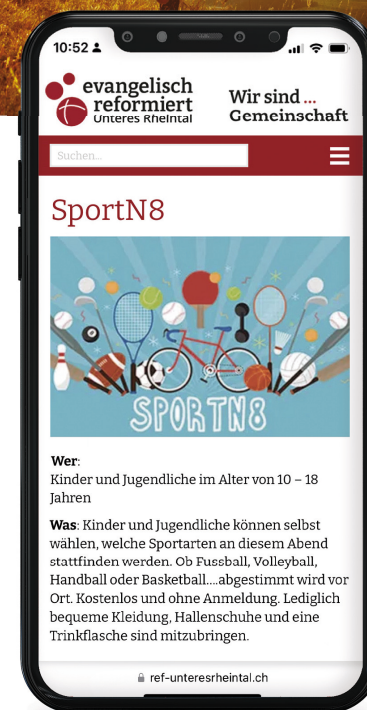 10:52
evangelisch
reformiert
Unteres Rheintal
Wir sind ...
Gemeinschaft
Suchen...
SportN8
SPORTN8
Wer:
Kinder und Jugendliche im Alter von 10 – 18
Jahren
Was: Kinder und Jugendliche können selbst
wählen, welche Sportarten an diesem Abend
stattfinden werden. Ob Fussball, Volleyball,
Handball oder Basketball....abgestimmt wird vor
Ort. Kostenlos und ohne Anmeldung. Lediglich
bequeme Kleidung, Hallenschuhe und eine
Trinkflasche sind mitzubringen.
ref-unteresrheintal.ch